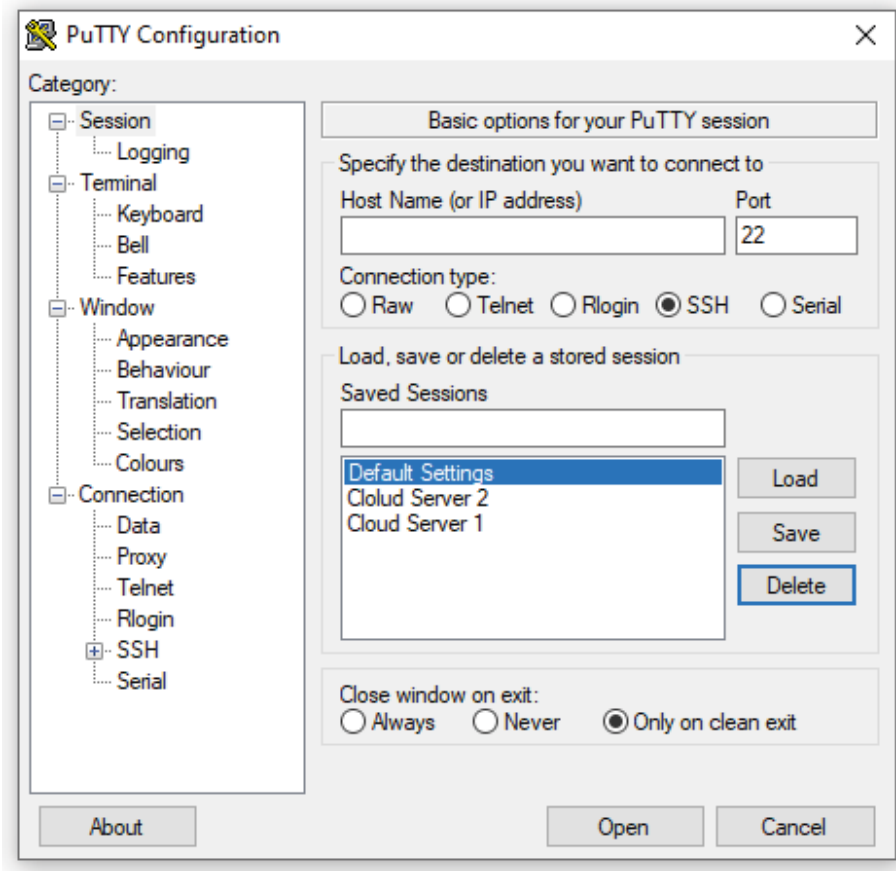 PuTTY Configuration
Category:
Session
Logging
Terminal
Keyboard
Bell
Features
Window
Appearance
Behaviour
Translation
Selection
Colours
Connection
Data
Proxy
Telnet
Rlogin
SSH
Serial
Basic options for your PuTTY session
Specify the destination you want to connect to
Host Name (or IP address) Port
22
Connection type:
Raw Telnet Rlogin SSH Serial
Load, save or delete a stored session
Saved Sessions
Default Settings
Clolud Server 2
Cloud Server 1
Load
Save
Delete
Close window on exit:
Always Never Only on clean exit
About Open Cancel